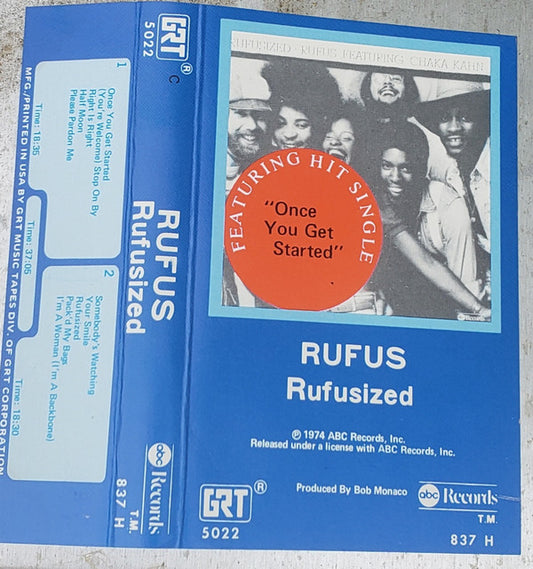 RUFUSIZED RUFUS FEATURING CHAKA KAHN
FEATURING HIT SINGLE
"Once
You Get
Started"
abc Records
RUFUS
Rufusized
℗ 1974 ABC Records, Inc.
Released under a license with ABC Records, Inc.
Produced By Bob Monaco
abc Records
T.M.
GRT®
5022
837 H
GRT®
5022
C
RUFUS
Rufusized
abc Records
T.M.
837 H
1
Once You Get Started
(You're Welcome) Stop On By
Right Is Right
Half Moon
Please Pardon Me
Time: 18:35
Time: 37:05
2
Somebody's Watching
Your Smile
Rufusized
Pack'd My Bags
I'm A Woman (I'm A Backbone)
Time: 18:30
MFG./PRINTED IN USA BY GRT MUSIC TAPES DIV. OF GRT CORPORATION